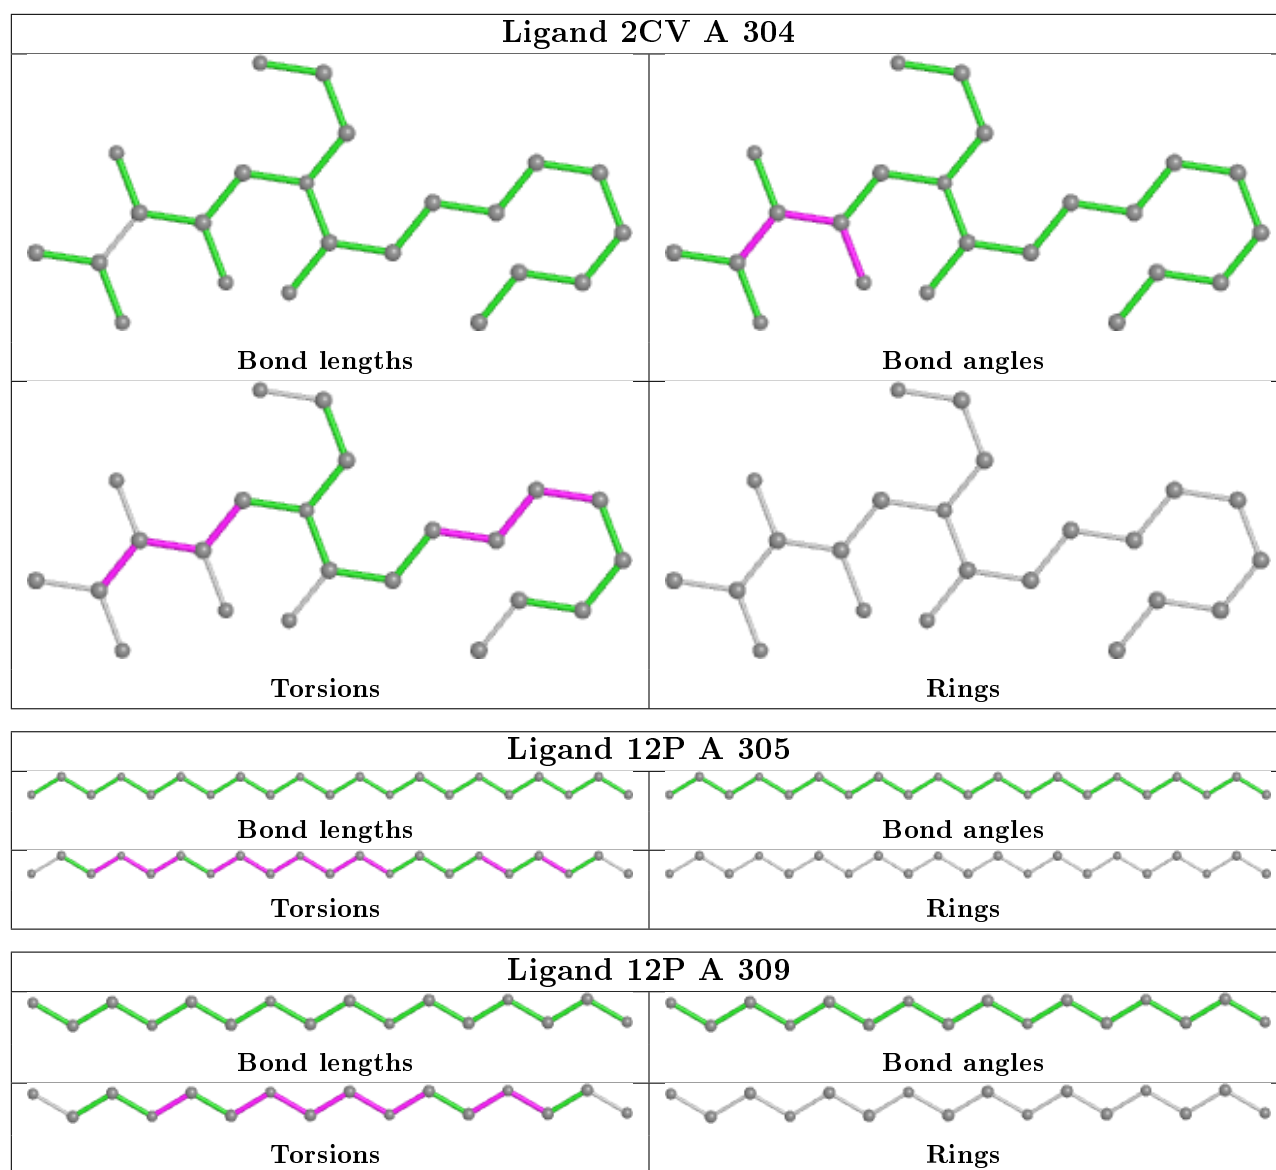 Ligand 2CV A 304
Bond lengths
Bond angles
Torsions
Rings
Ligand 12P A 305
Bond lengths
Bond angles
Torsions
Rings
Ligand 12P A 309
Bond lengths
Bond angles
Torsions
Rings